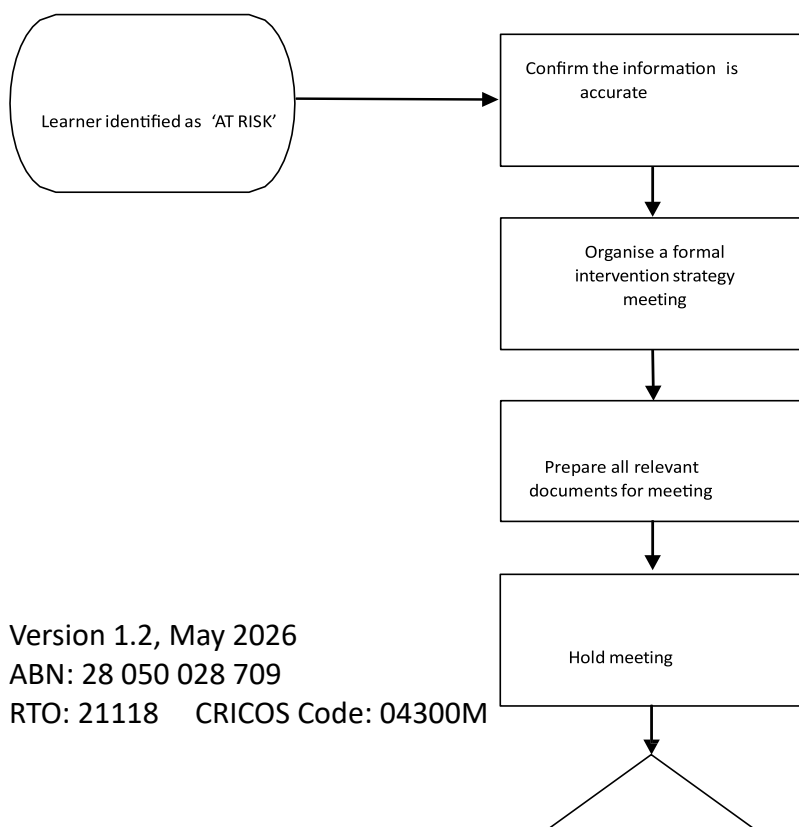 Learner identified as ‘AT RISK’
Confirm the information is
accurate
Organise a formal
intervention strategy
meeting
Prepare all relevant
documents for meeting
Hold meeting
Version 1.2, May 2026
ABN: 28 050 028 709
RTO: 21118 CRICOS Code: 04300M